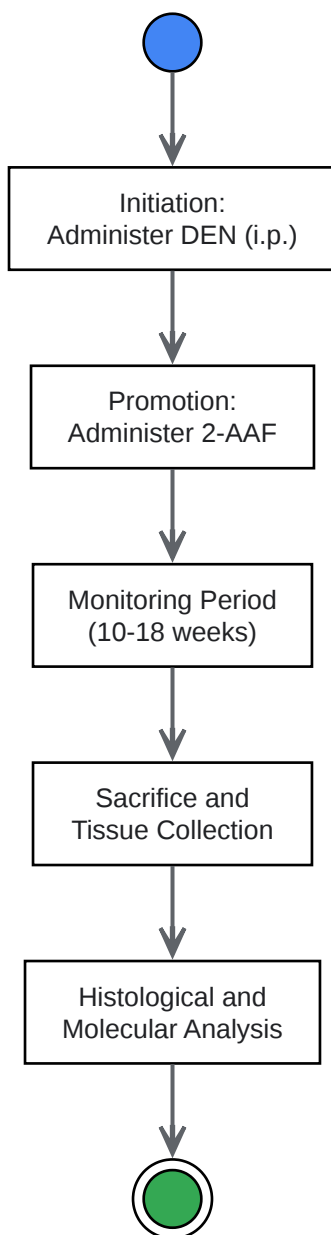 Initiation:
Administer DEN (i.p.)
Promotion:
Administer 2-AAF
Monitoring Period
(10-18 weeks)
Sacrifice and
Tissue Collection
Histological and
Molecular Analysis